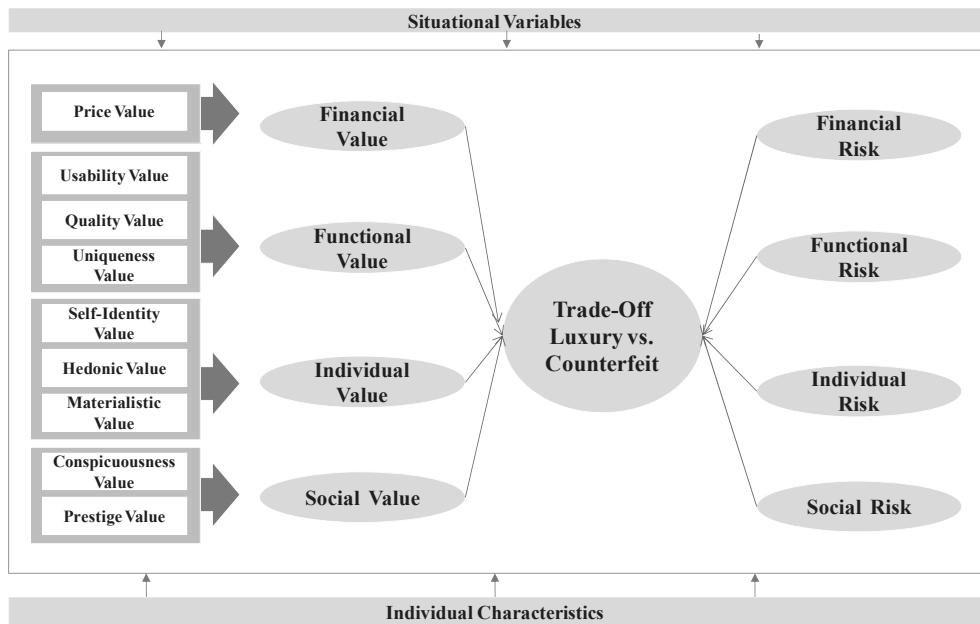 Situational Variables
Price Value
Usability Value
Quality Value
Uniqueness
Value
Self-Identity
Value
Hedonic Value
Materialistic
Value
Conspicuousness
Value
Prestige Value
Financial
Value
Functional
Value
Individual
Value
Social Value
Trade-Off
Luxury vs.
Counterfeit
Financial
Risk
Functional
Risk
Individual
Risk
Social Risk
Individual Characteristics